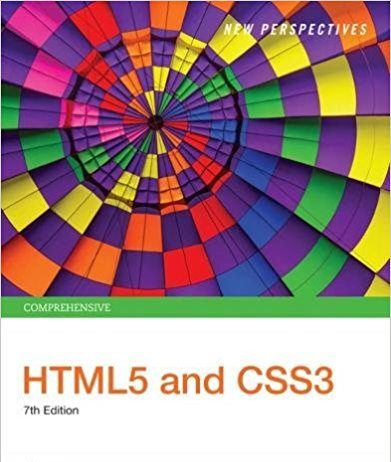 NEW PERSPECTIVES
COMPREHENSIVE
HTML5 and CSS3
7th Edition